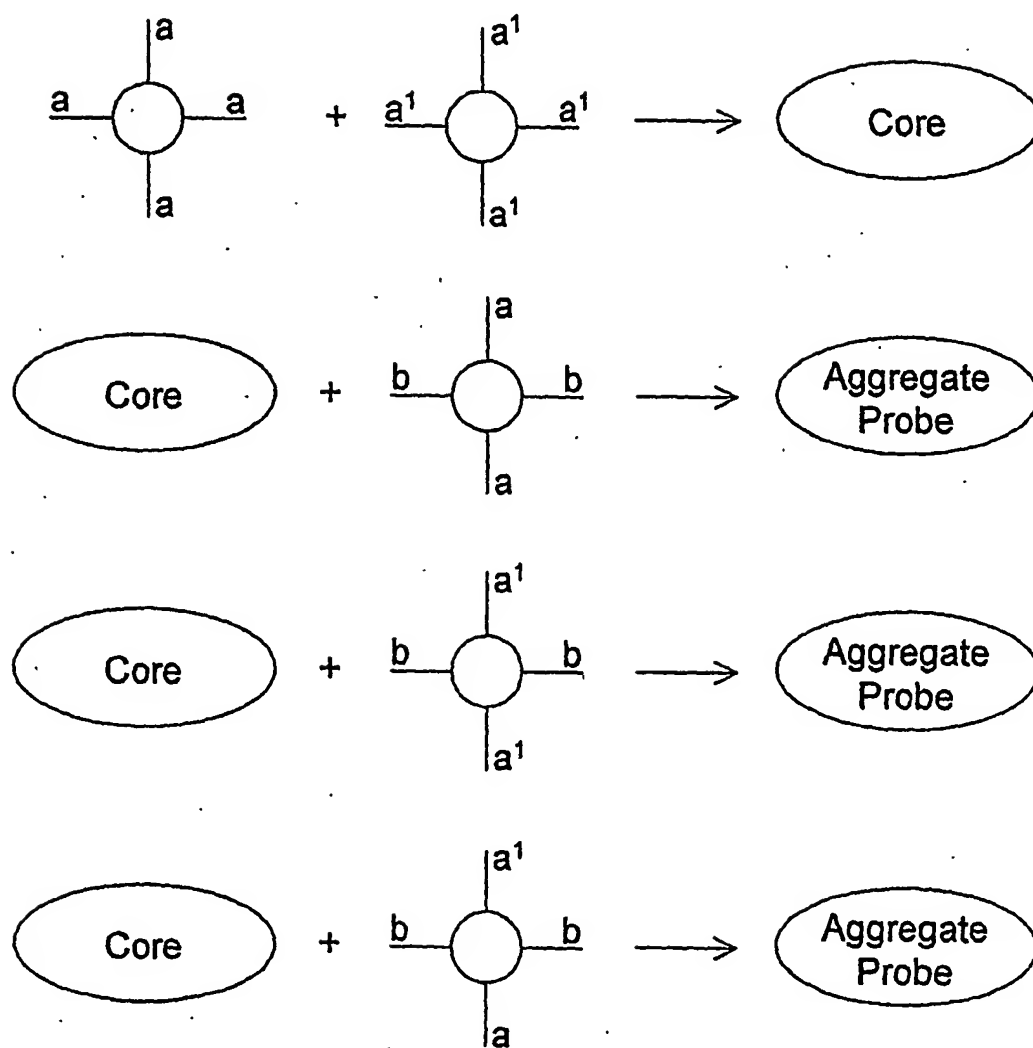 a a¹
a a + a¹ a¹ Core
a a¹
a
Core + b b Aggregate
Probe
a
a¹
Core + b b Aggregate
Probe
a¹
a¹
Core + b b Aggregate
Probe
a